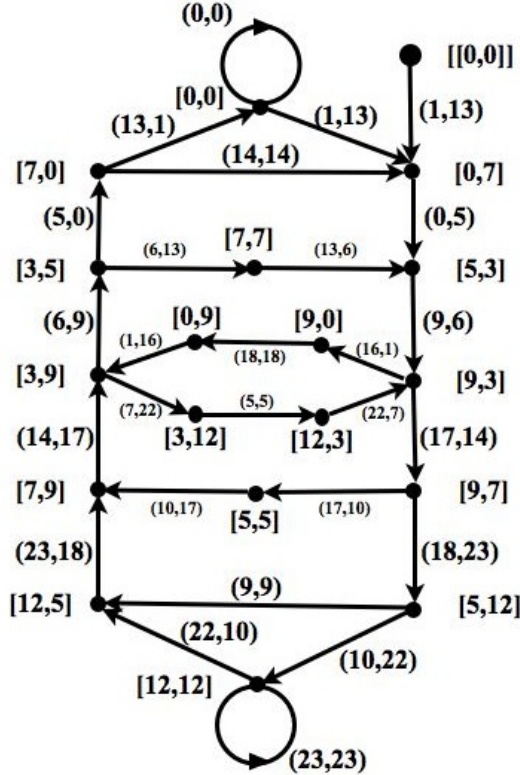 (0,0)
[0,0] [[0,0]]
(13,1) (1,13) (1,13)
[7,0] (14,14) [0,7]
(5,0) (0,5)
[3,5] (6,13) [7,7] (13,6) [5,3]
(6,9) [0,9] [9,0] (9,6)
(1,16) (18,18) (16,1)
[3,9] [9,3]
(7,22) (5,5) (22,7)
[3,12] [12,3]
(14,17) (17,14)
[7,9] (10,17) [5,5] (17,10) [9,7]
(23,18) (18,23)
[12,5] (9,9) [5,12]
(22,10) (10,22)
[12,12]
(23,23)